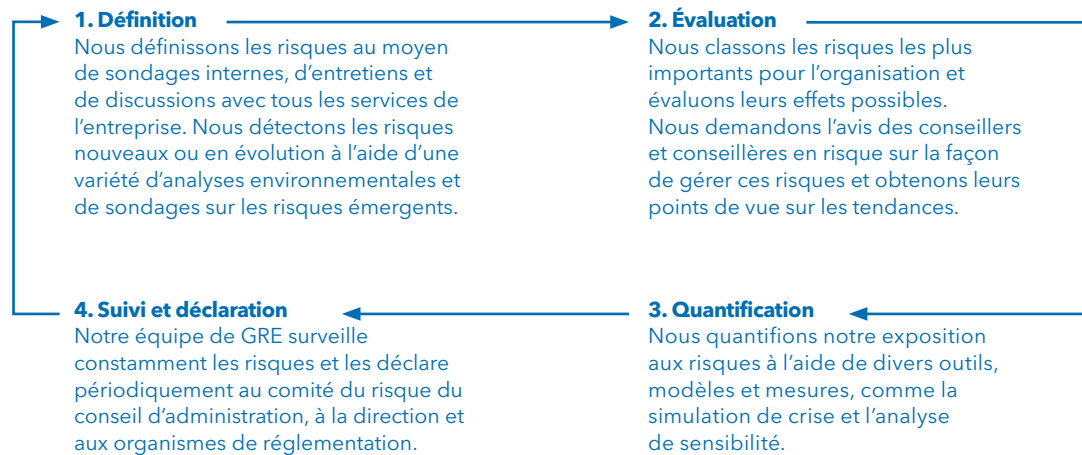 1. Définition
Nous définissons les risques au moyen
de sondages internes, d'entretiens et
de discussions avec tous les services de
l'entreprise. Nous détectons les risques
nouveaux ou en évolution à l'aide d'une
variété d'analyses environnementales et
de sondages sur les risques émergents.
2. Évaluation
Nous classons les risques les plus
importants pour l'organisation et
évaluons leurs effets possibles.
Nous demandons l'avis des conseillers
et conseillères en risque sur la façon
de gérer ces risques et obtenons leurs
points de vue sur les tendances.
3. Quantification
Nous quantifions notre exposition
aux risques à l'aide de divers outils,
modèles et mesures, comme la
simulation de crise et l'analyse
de sensibilité.
4. Suivi et déclaration
Notre équipe de GRE surveille
constamment les risques et les déclare
périodiquement au comité du risque du
conseil d'administration, à la direction et
aux organismes de réglementation.